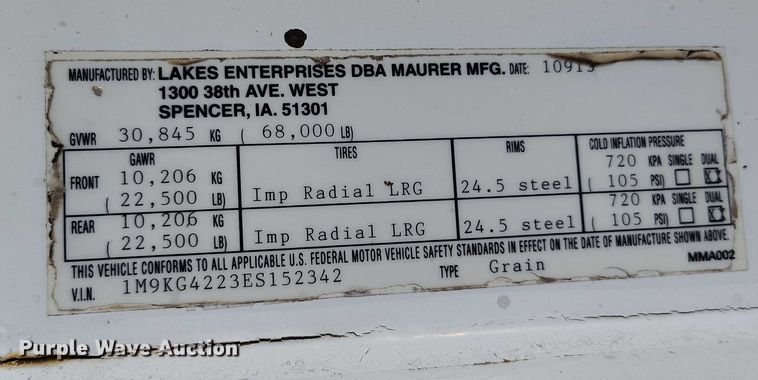 MANUFACTURED BY: LAKES ENTERPRISES DBA MAURER MFG. DATE:
1300 38th AVE. WEST
SPENCER, IA. 51301
GVWR 30,845 KG ( 68,000 LB)
GAWR TIRES RIMS COLD INFLATION PRESSURE
FRONT 10,206 KG ( 22,500 LB) Imp Radial LRG 24.5 steel 720 KPA SINGLE DUAL ( 105 PSI)
REAR 10,206 KG ( 22,500 LB) Imp Radial LRG 24.5 steel 720 KPA SINGLE DUAL ( 105 PSI)
THIS VEHICLE CONFORMS TO ALL APPLICABLE U.S. FEDERAL MOTOR VEHICLE SAFETY STANDARDS IN EFFECT ON THE DATE OF MANUFACTURE SHOWN ABOVE.
V.I.N. 1M9KG4223ES152342 TYPE Grain MMA002
Purple Wave Auction